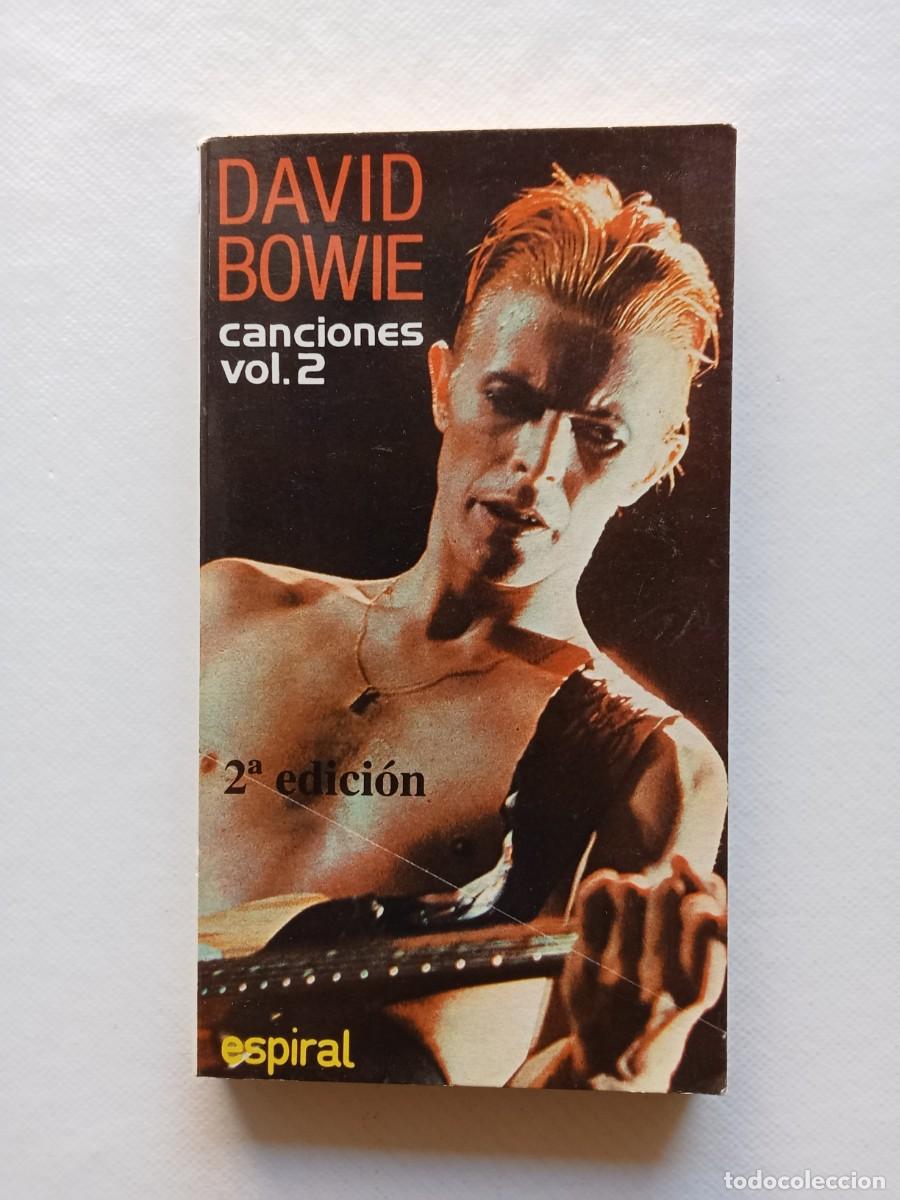 DAVID
BOWIE
canciones
vol.2
2ª edición
espiral
todocoleccion